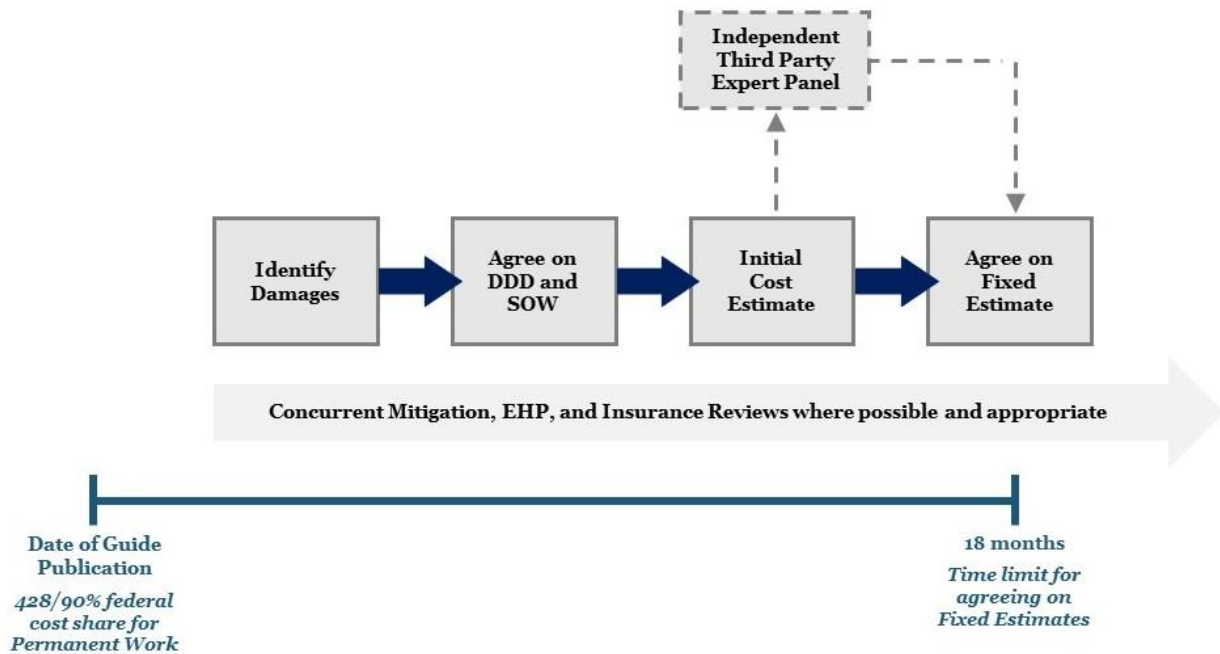 Independent
Third Party
Expert Panel
Identify
Damages
Agree on
DDD and
SOW
Initial
Cost
Estimate
Agree on
Fixed
Estimate
Concurrent Mitigation, EHP, and Insurance Reviews where possible and appropriate
Date of Guide
Publication
428/90% federal
cost share for
Permanent Work
18 months
Time limit for
agreeing on
Fixed Estimates